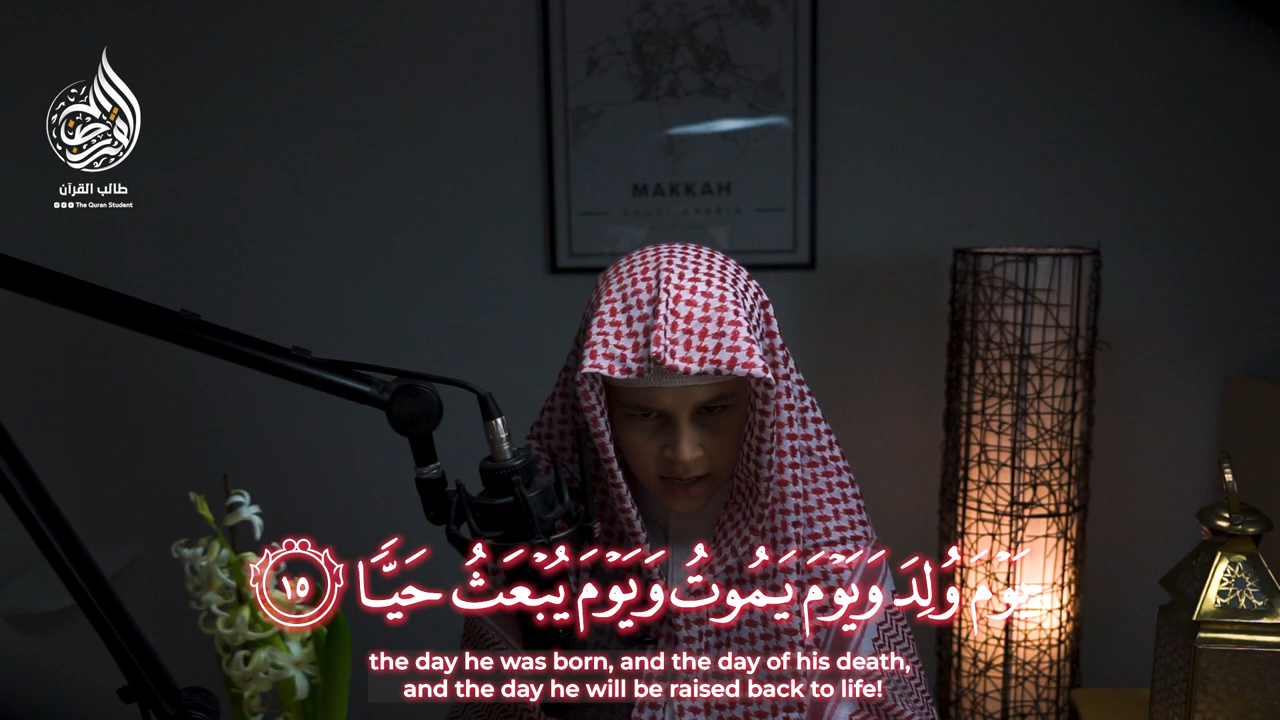 طالب القرآن
The Quran Student
MAKKAH
SAUDI ARABIA
يَوْمَ وُلِدَ وَيَوْمَ يَمُوتُ وَيَوْمَ يُبْعَثُ حَيًّا ١٥
the day he was born, and the day of his death,
and the day he will be raised back to life!